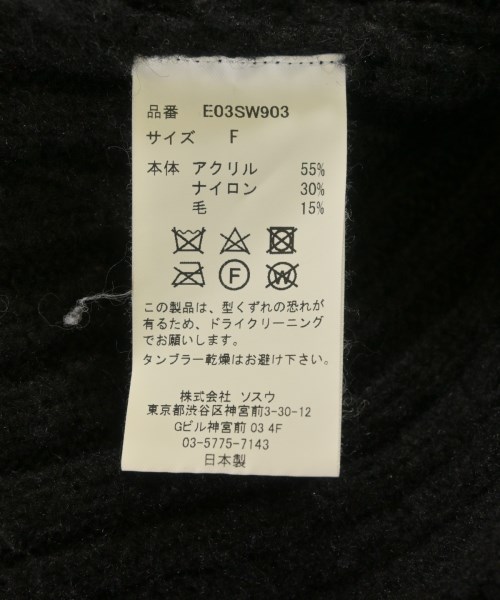 品番 E03SW903
サイズ F
本体 アクリル 55%
ナイロン 30%
毛 15%
F W
この製品は、型くずれの恐れが
有るため、ドライクリーニング
でお願いします。
タンブラー乾燥はお避け下さい。
株式会社 ソスウ
東京都渋谷区神宮前3-30-12
Gビル神宮前 03 4F
03-5775-7143
日本製